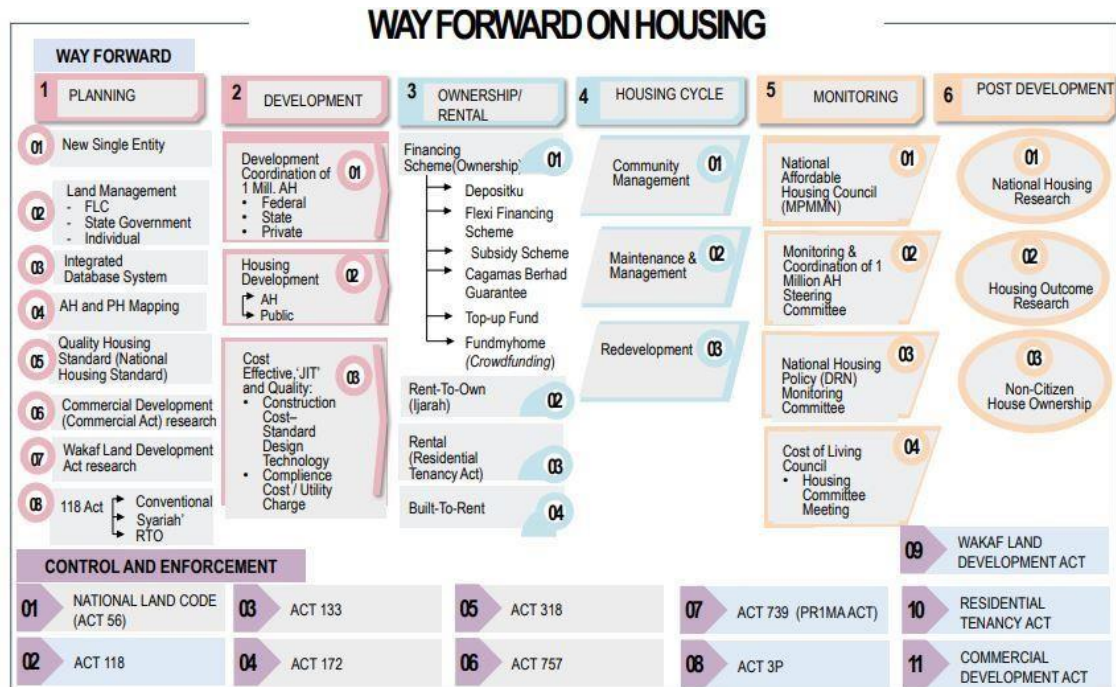 WAY FORWARD ON HOUSING
WAY FORWARD
1 PLANNING
01 New Single Entity
02 Land Management
- FLC
- State Government
- Individual
03 Integrated
Database System
04 AH and PH Mapping
05 Quality Housing
Standard (National
Housing Standard)
06 Commercial Development
(Commercial Act) research
07 Wakaf Land Development
Act research
08 118 Act
Conventional
Syariah'
RTO
2 DEVELOPMENT
01
Development
Coordination of
1 Mill. AH
• Federal
• State
• Private
02
Housing
Development
AH
Public
03
Cost
Effective,'JIT'
and Quality:
• Construction
Cost–
Standard
Design
Technology
• Complience
Cost / Utility
Charge
3 OWNERSHIP/
RENTAL
01
Financing
Scheme(Ownership)
Depositku
Flexi Financing
Scheme
Subsidy Scheme
Cagamas Berhad
Guarantee
Top-up Fund
Fundmyhome
(Crowdfunding)
02
Rent-To-Own
(Ijarah)
03
Rental
(Residential
Tenancy Act)
04
Built-To-Rent
4 HOUSING CYCLE
01
Community
Management
02
Maintenance &
Management
03
Redevelopment
5 MONITORING
01
National
Affordable
Housing Council
(MPMMN)
02
Monitoring &
Coordination of 1
Million AH
Steering
Committee
03
National Housing
Policy (DRN)
Monitoring
Committee
04
Cost of Living
Council
• Housing
Committee
Meeting
6 POST DEVELOPMENT
01
National Housing
Research
02
Housing Outcome
Research
03
Non-Citizen
House Ownership
CONTROL AND ENFORCEMENT
01 NATIONAL LAND CODE
(ACT 56)
02 ACT 118
03 ACT 133
04 ACT 172
05 ACT 318
06 ACT 757
07 ACT 739 (PR1MA ACT)
08 ACT 3P
09 WAKAF LAND
DEVELOPMENT ACT
10 RESIDENTIAL
TENANCY ACT
11 COMMERCIAL
DEVELOPMENT ACT